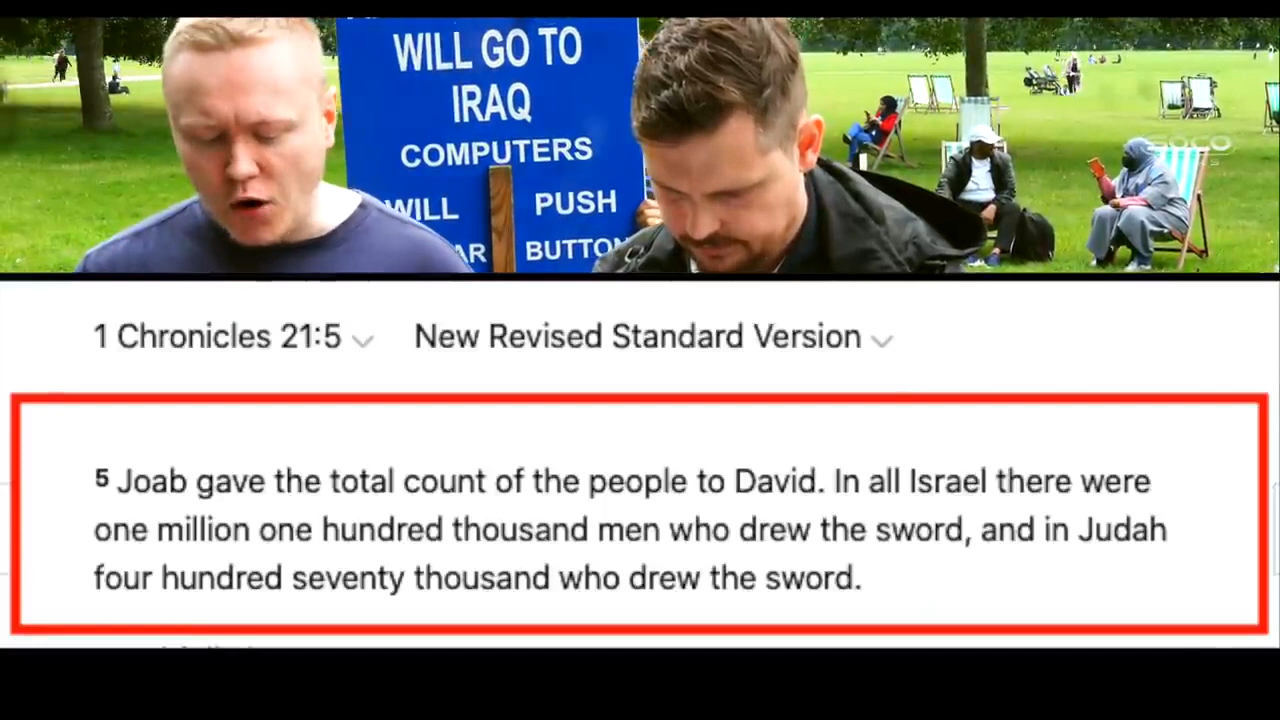 WILL GO TO
IRAQ
COMPUTERS
WILL PUSH
AR BUTTON
SOCO
1 Chronicles 21:5 New Revised Standard Version
5 Joab gave the total count of the people to David. In all Israel there were
one million one hundred thousand men who drew the sword, and in Judah
four hundred seventy thousand who drew the sword.